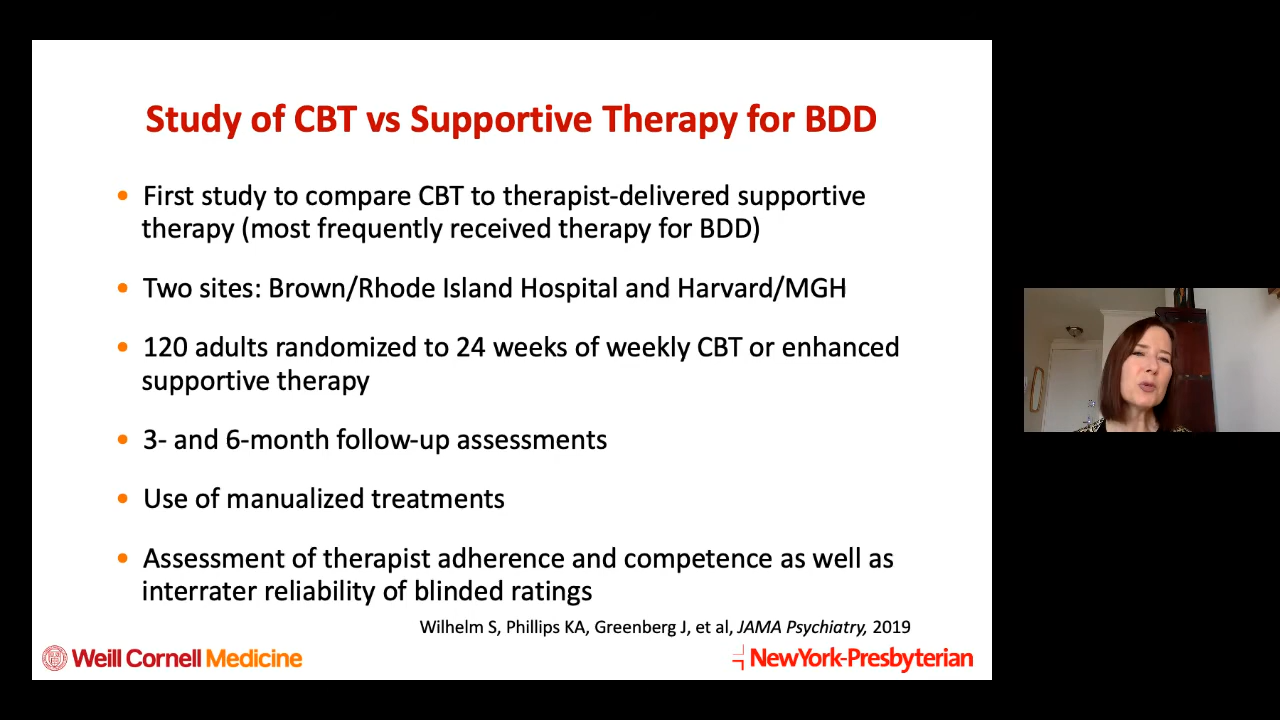 Study of CBT vs Supportive Therapy for BDD
• First study to compare CBT to therapist-delivered supportive
therapy (most frequently received therapy for BDD)
• Two sites: Brown/Rhode Island Hospital and Harvard/MGH
• 120 adults randomized to 24 weeks of weekly CBT or enhanced
supportive therapy
• 3- and 6-month follow-up assessments
• Use of manualized treatments
• Assessment of therapist adherence and competence as well as
interrater reliability of blinded ratings
Wilhelm S, Phillips KA, Greenberg J, et al, JAMA Psychiatry, 2019
Weill Cornell Medicine
NewYork-Presbyterian